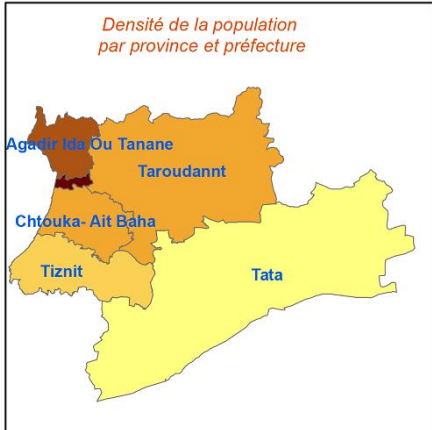 Densité de la population
par province et préfecture
Agadir Ida Ou Tanane
Taroudannt
Chtouka- Ait Baha
Tiznit
Tata